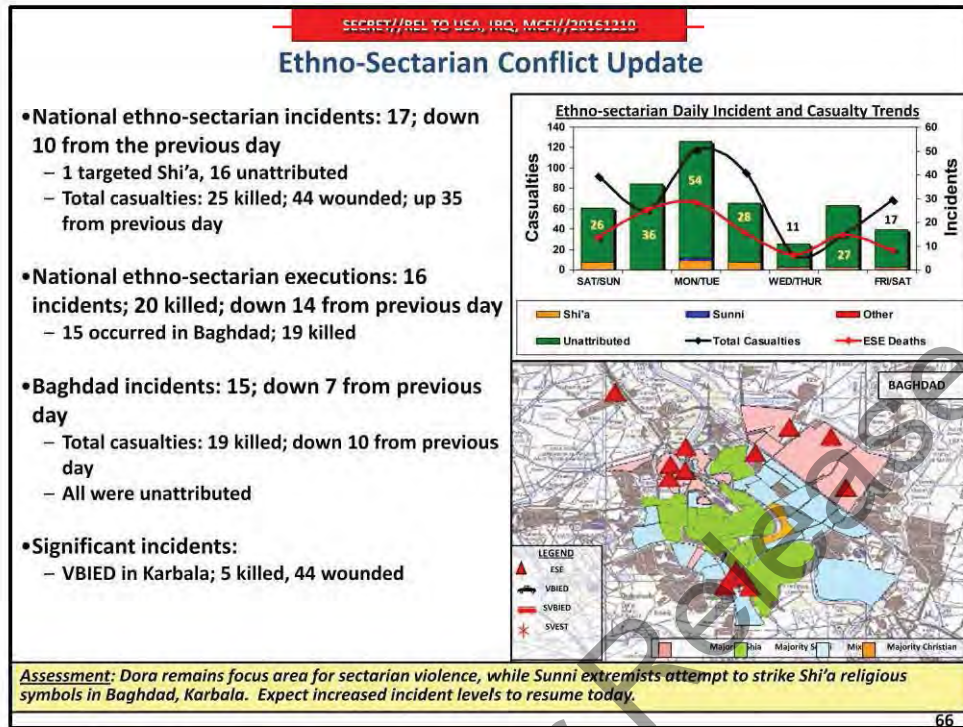 SECRET//REL TO USA, IRQ, MCFI//20161210
Ethno-Sectarian Conflict Update
•National ethno-sectarian incidents: 17; down
10 from the previous day
– 1 targeted Shi'a, 16 unattributed
– Total casualties: 25 killed; 44 wounded; up 35
from previous day
•National ethno-sectarian executions: 16
incidents; 20 killed; down 14 from previous day
– 15 occurred in Baghdad; 19 killed
•Baghdad incidents: 15; down 7 from previous
day
– Total casualties: 19 killed; down 10 from previous
day
– All were unattributed
•Significant incidents:
– VBIED in Karbala; 5 killed, 44 wounded
Ethno-sectarian Daily Incident and Casualty Trends
Casualties
140
120
100
80
60
40
20
0
26
36
54
28
11
27
17
60
50
40
30
20
10
0
Incidents
SAT/SUN MON/TUE WED/THUR FRI/SAT
Shi'a Sunni Other
Unattributed Total Casualties ESE Deaths
BAGHDAD
LEGEND
ESE
VBIED
SVBIED
SVEST
Majority Christian
Release
Assessment: Dora remains focus area for sectarian violence, while Sunni extremists attempt to strike Shi'a religious
symbols in Baghdad, Karbala. Expect increased incident levels to resume today.
66